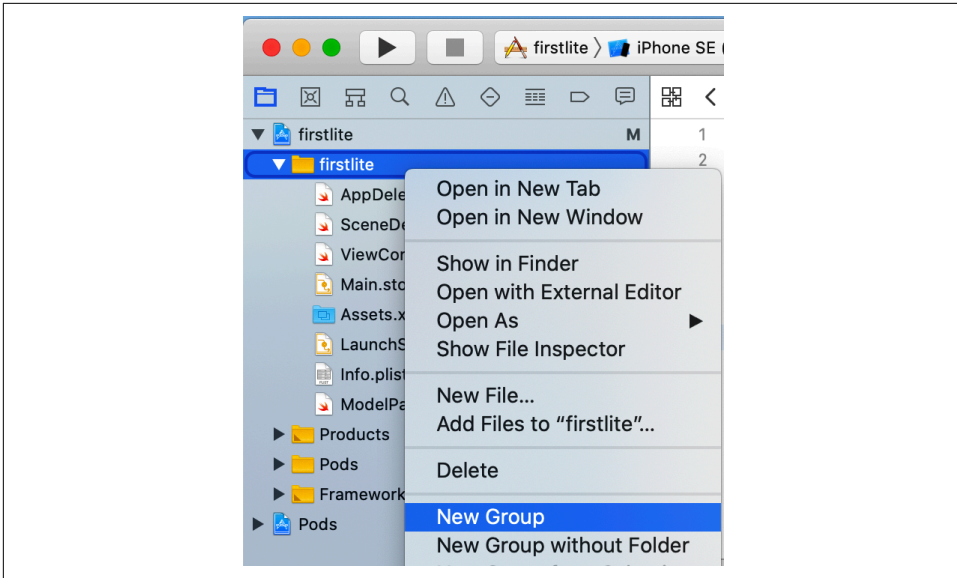 firstlite 〉 iPhone SE (
firstlite M
firstlite
AppDele
SceneDe
ViewCor
Main.sto
Assets.x
LaunchS
Info.plist
ModelPa
Products
Pods
Framework
Pods
1
2
Open in New Tab
Open in New Window
Show in Finder
Open with External Editor
Open As
Show File Inspector
New File...
Add Files to “firstlite”...
Delete
New Group
New Group without Folder